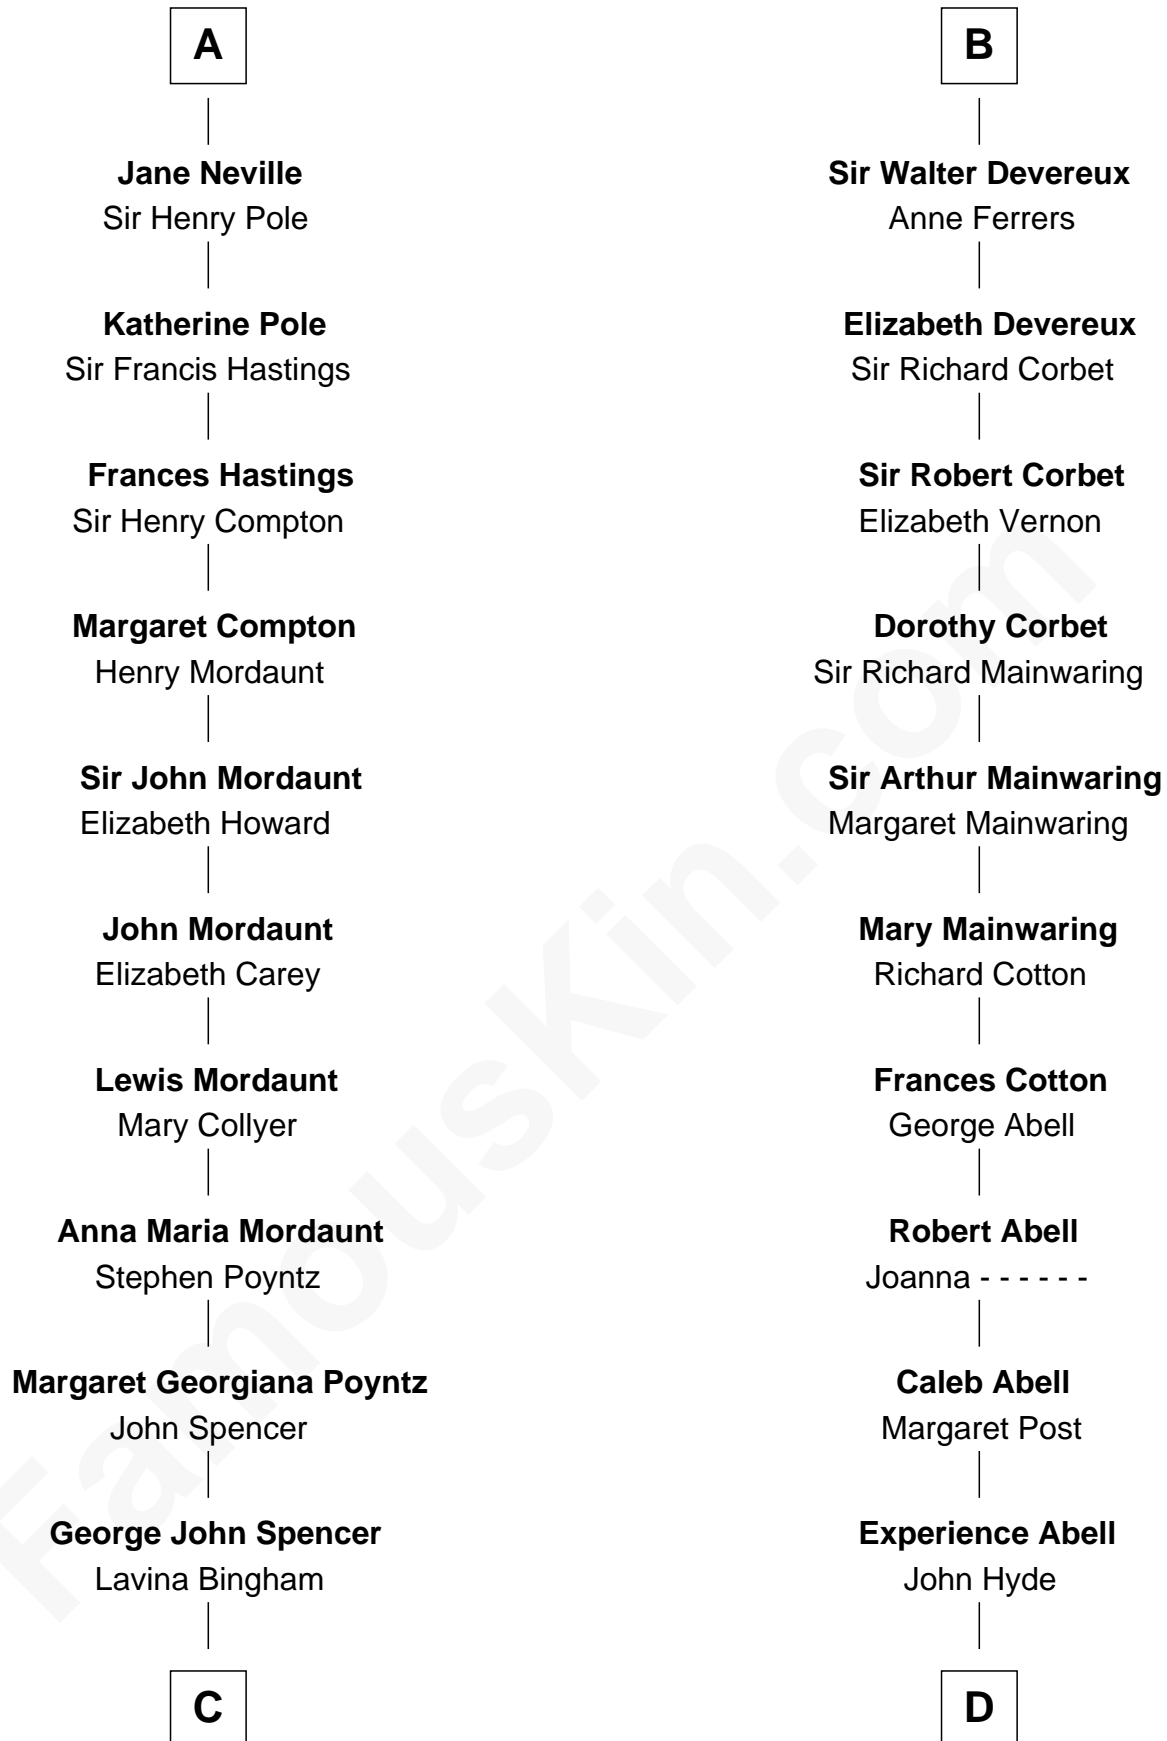 A
Jane Neville
Sir Henry Pole
Katherine Pole
Sir Francis Hastings
Frances Hastings
Sir Henry Compton
Margaret Compton
Henry Mordaunt
Sir John Mordaunt
Elizabeth Howard
John Mordaunt
Elizabeth Carey
Lewis Mordaunt
Mary Collyer
Anna Maria Mordaunt
Stephen Poyntz
Margaret Georgiana Poyntz
John Spencer
George John Spencer
Lavina Bingham
C
B
Sir Walter Devereux
Anne Ferrers
Elizabeth Devereux
Sir Richard Corbet
Sir Robert Corbet
Elizabeth Vernon
Dorothy Corbet
Sir Richard Mainwaring
Sir Arthur Mainwaring
Margaret Mainwaring
Mary Mainwaring
Richard Cotton
Frances Cotton
George Abell
Robert Abell
Joanna - - - - - -
Caleb Abell
Margaret Post
Experience Abell
John Hyde
D
FamousKin.com